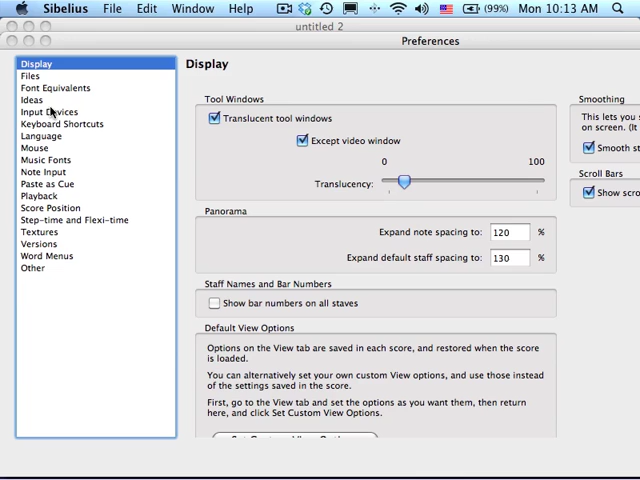 Sibelius File Edit Window Help (99%) Mon 10:13 AM
untitled 2
Preferences
Display
Files
Font Equivalents
Ideas
Input Devices
Keyboard Shortcuts
Language
Mouse
Music Fonts
Note Input
Paste as Cue
Playback
Score Position
Step-time and Flexi-time
Textures
Versions
Word Menus
Other
Display
Tool Windows
Translucent tool windows
Except video window
0 100
Translucency:
Panorama
Expand note spacing to: 120 %
Expand default staff spacing to: 130 %
Staff Names and Bar Numbers
Show bar numbers on all staves
Default View Options
Options on the View tab are saved in each score, and restored when the score
is loaded.
You can alternatively set your own custom View options, and use those instead
of the settings saved in the score.
First, go to the View tab and set the options as you want them, then return
here, and click Set Custom View Options.
Smoothing
This lets you s
on screen. (It
Smooth st
Scroll Bars
Show scro